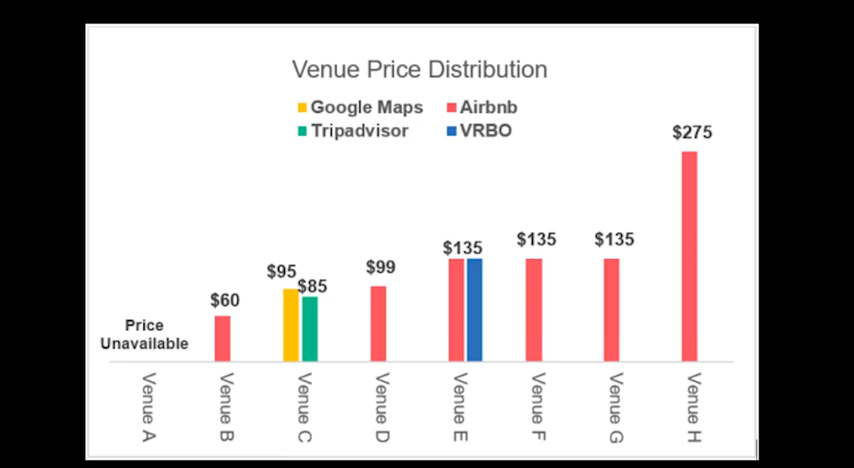 Venue Price Distribution
Google Maps Airbnb
Tripadvisor VRBO
$275
$135 $135 $135
$95 $85 $99
$60
Price
Unavailable
Venue A Venue B Venue C Venue D Venue E Venue F Venue G Venue H